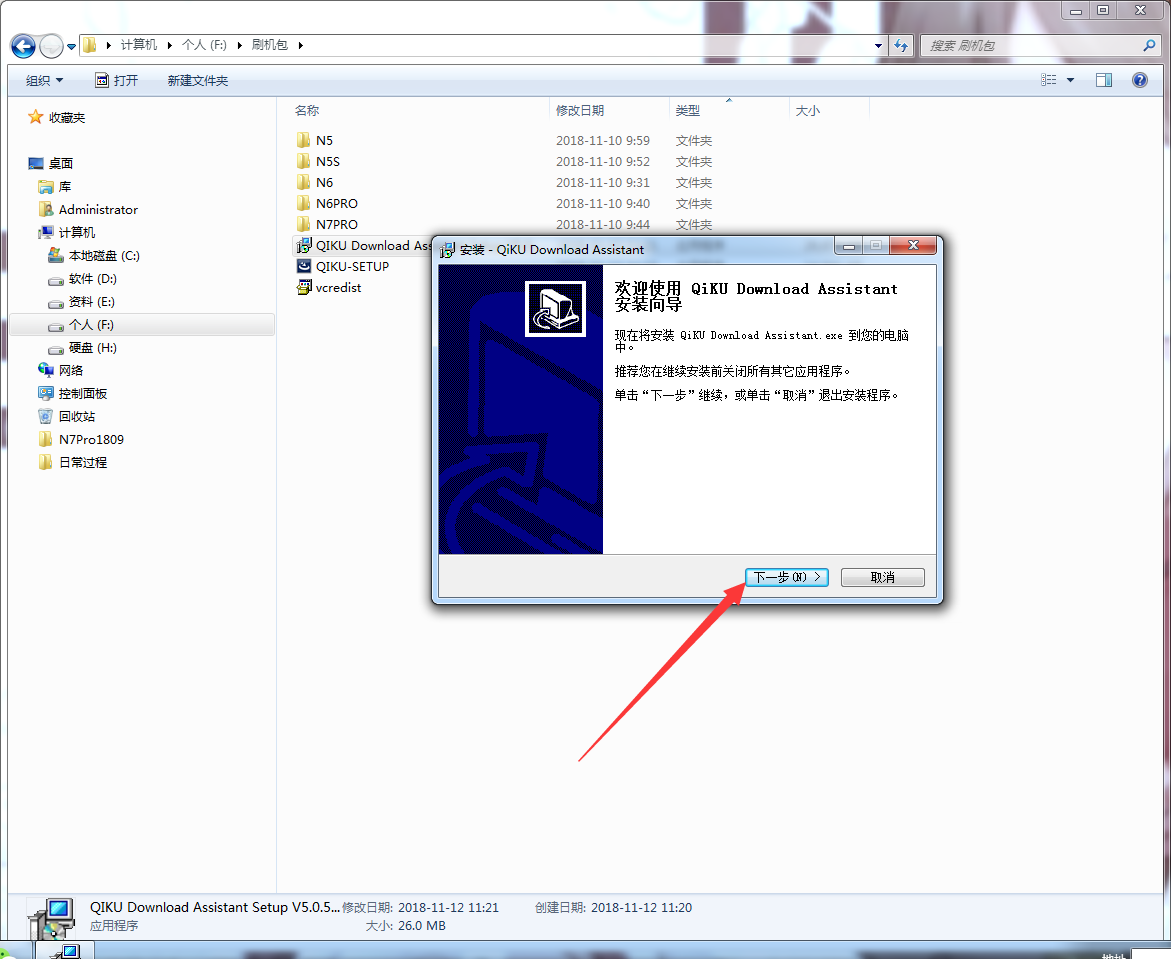 计算机 个人 (F:) 刷机包
搜索 刷机包
组织 打开 新建文件夹
名称 修改日期 类型 大小
收藏夹
桌面
库
Administrator
计算机
本地磁盘 (C:)
软件 (D:)
资料 (E:)
个人 (F:)
硬盘 (H:)
网络
控制面板
回收站
N7Pro1809
日常过程
N5 2018-11-10 9:59 文件夹
N5S 2018-11-10 9:52 文件夹
N6 2018-11-10 9:31 文件夹
N6PRO 2018-11-10 9:40 文件夹
N7PRO 2018-11-10 9:44 文件夹
QIKU Download Ass
QIKU-SETUP
vcredist
安装 - QiKU Download Assistant
欢迎使用 QiKU Download Assistant
安装向导
现在将安装 QiKU Download Assistant.exe 到您的电脑
中。
推荐您在继续安装前关闭所有其它应用程序。
单击“下一步”继续，或单击“取消”退出安装程序。
下一步(N) > 取消
QIKU Download Assistant Setup V5.0.5... 修改日期: 2018-11-12 11:21 创建日期: 2018-11-12 11:20
应用程序 大小: 26.0 MB